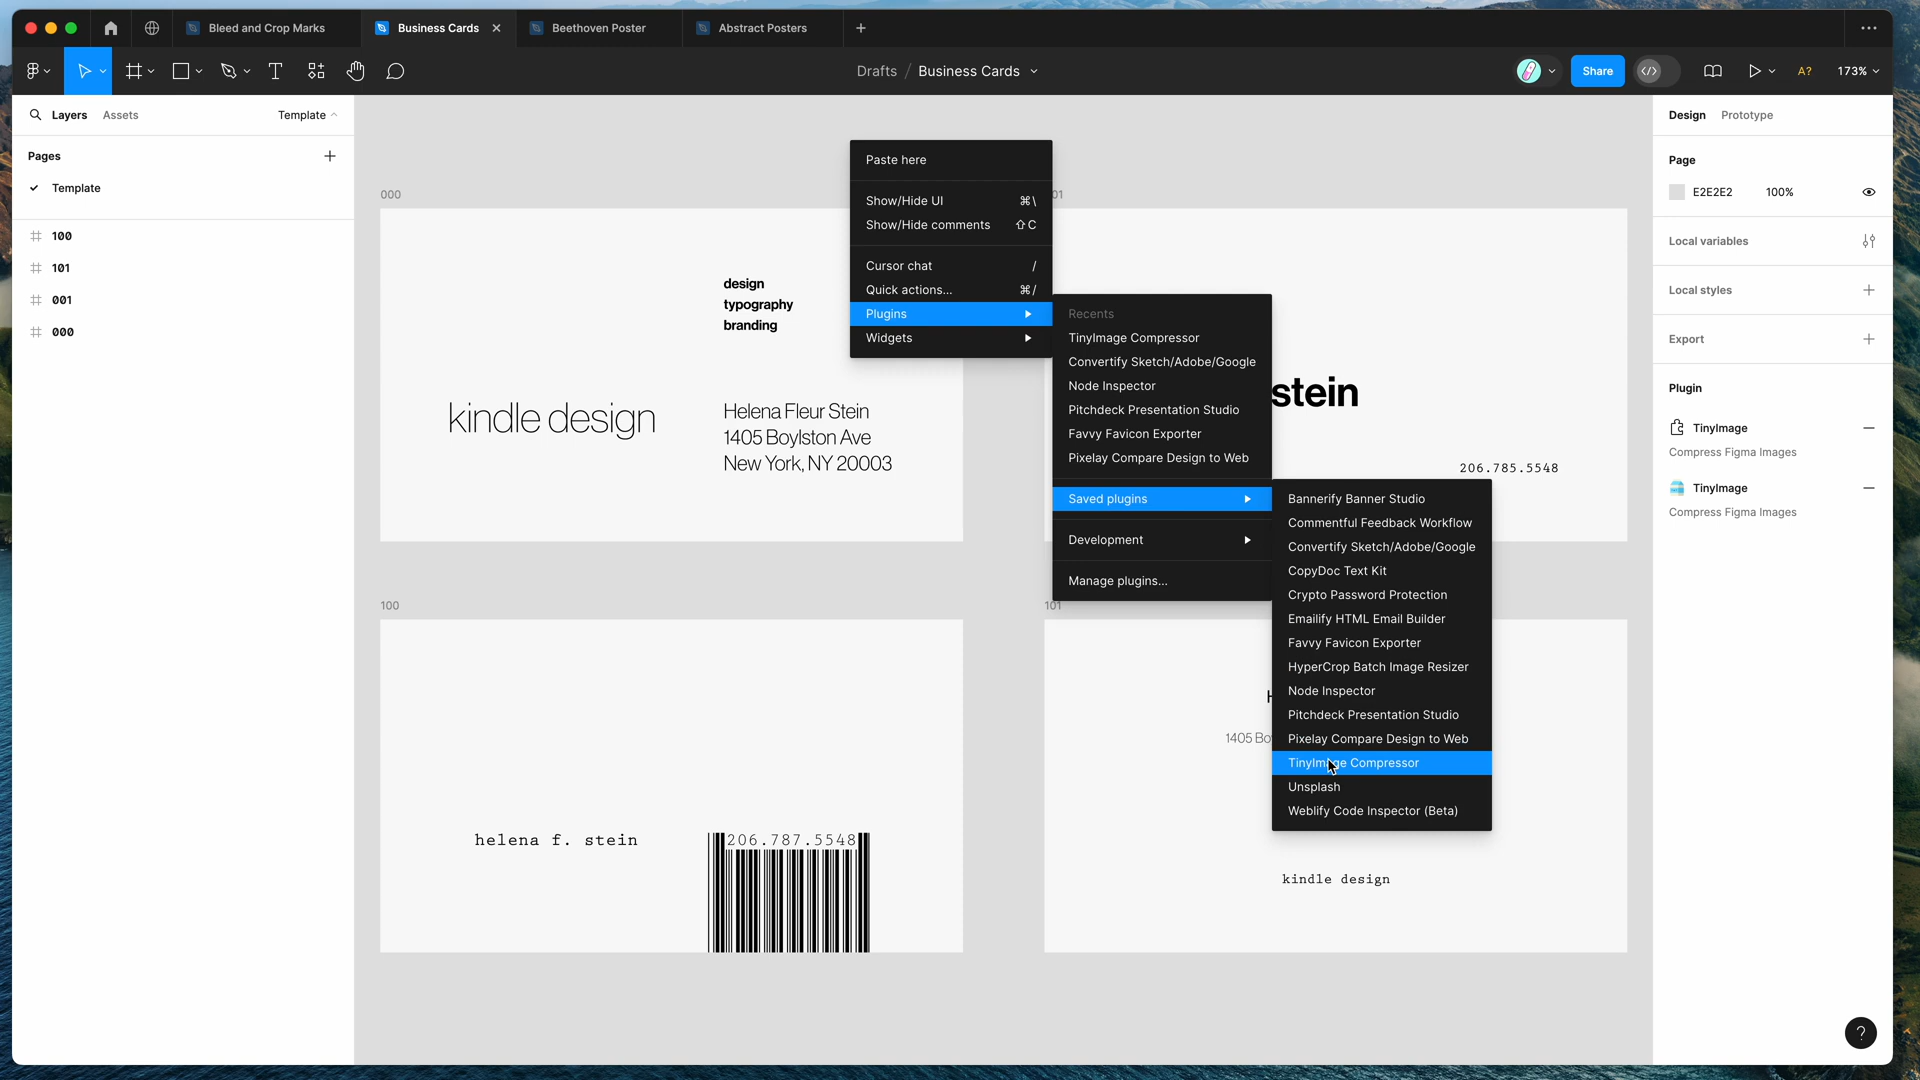 Bleed and Crop Marks
Business Cards
Beethoven Poster
Abstract Posters
Drafts / Business Cards
Share
A?
173%
Layers
Assets
Template
Pages
Template
100
101
001
000
000
design
typography
branding
kindle design
Helena Fleur Stein
1405 Boylston Ave
New York, NY 20003
Paste here
Show/Hide UI ⌘\
Show/Hide comments ⇧C
Cursor chat /
Quick actions... ⌘/
Plugins
Widgets
01
stein
206.785.5548
Recents
TinyImage Compressor
Convertify Sketch/Adobe/Google
Node Inspector
Pitchdeck Presentation Studio
Favvy Favicon Exporter
Pixelay Compare Design to Web
Saved plugins
Development
Manage plugins...
Bannerify Banner Studio
Commentful Feedback Workflow
Convertify Sketch/Adobe/Google
CopyDoc Text Kit
Crypto Password Protection
Emailify HTML Email Builder
Favvy Favicon Exporter
HyperCrop Batch Image Resizer
Node Inspector
Pitchdeck Presentation Studio
Pixelay Compare Design to Web
TinyImage Compressor
Unsplash
Weblify Code Inspector (Beta)
100
helena f. stein
206.787.5548
101
1405 Bo
kindle design
Design
Prototype
Page
E2E2E2 100%
Local variables
Local styles
Export
Plugin
TinyImage
Compress Figma Images
TinyImage
Compress Figma Images
?